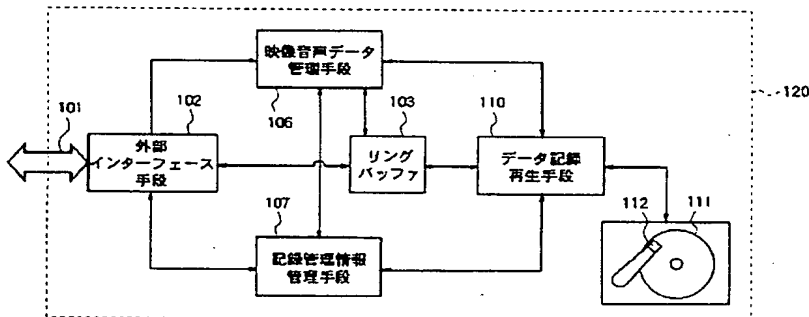 映像音声データ
管理手段
120
101
102
106
103
110
外部
インターフェース
手段
リング
バッファ
データ記録
再生手段
107
112
111
記録管理情報
管理手段